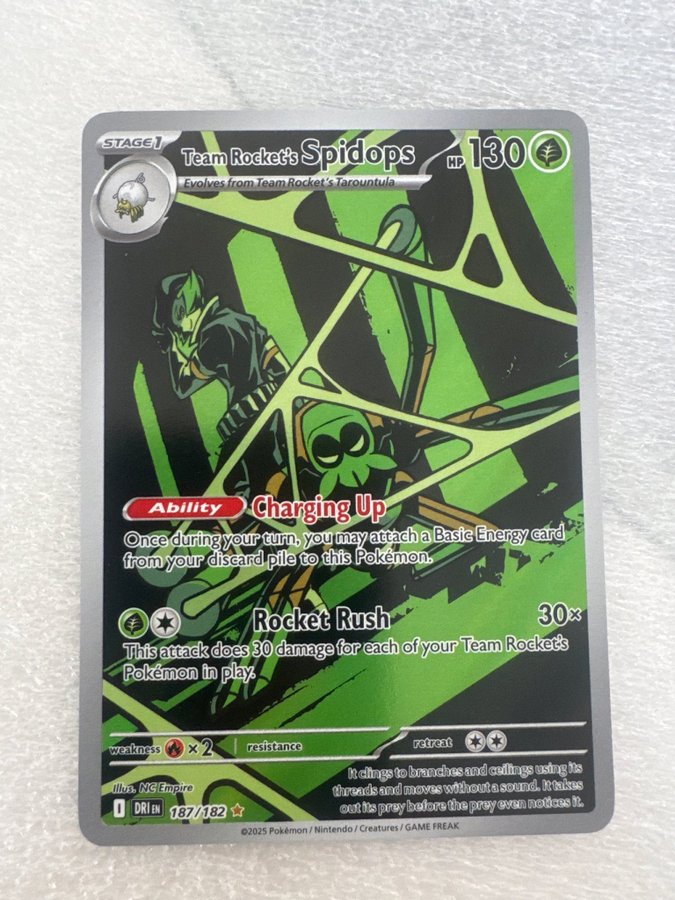 STAGE1
Team Rocket's Spidops HP 130
Evolves from Team Rocket's Tarountula
Ability Charging Up
Once during your turn, you may attach a Basic Energy card
from your discard pile to this Pokémon.
Rocket Rush 30×
This attack does 30 damage for each of your Team Rocket's
Pokémon in play.
weakness ×2 resistance retreat
It clings to branches and ceilings using its
threads and moves without a sound. It takes
out its prey before the prey even notices it.
Illus. NC Empire
I DRI EN 187/182
©2025 Pokémon / Nintendo / Creatures / GAME FREAK